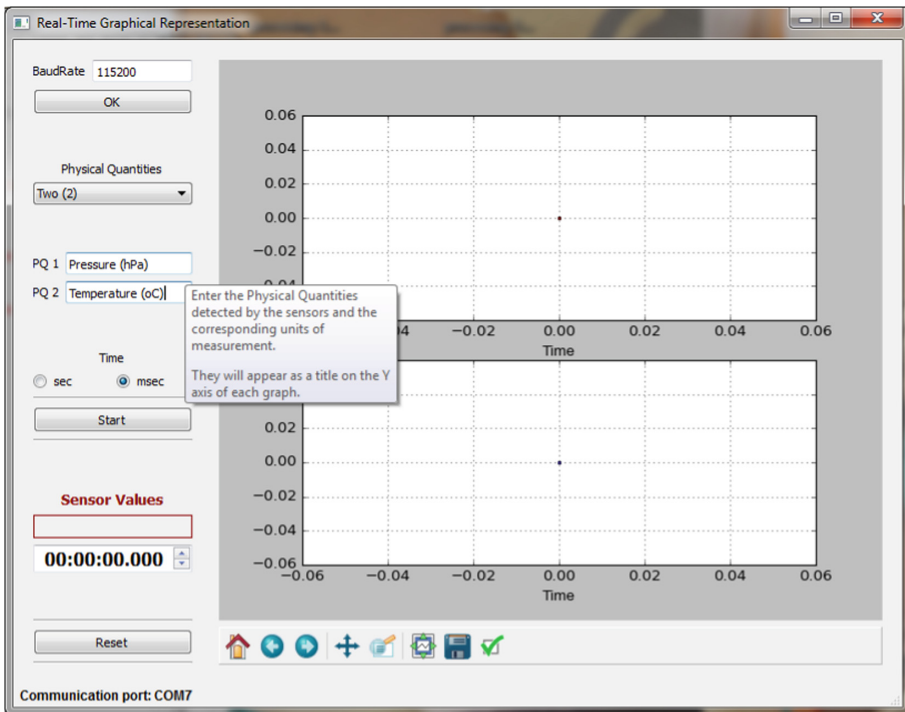 Real-Time Graphical Representation
BaudRate 115200
OK
Physical Quantities
Two (2)
PQ 1 Pressure (hPa)
PQ 2 Temperature (oC)
Enter the Physical Quantities
detected by the sensors and the
corresponding units of
measurement.
They will appear as a title on the Y
axis of each graph.
Time
sec msec
Start
Sensor Values
00:00:00.000
Reset
Communication port: COM7
0.06
0.04
0.02
0.00
−0.02
−0.02 0.00 0.02 0.04 0.06
Time
0.02
0.00
−0.02
−0.04
−0.06
−0.06 −0.04 −0.02 0.00 0.02 0.04 0.06
Time